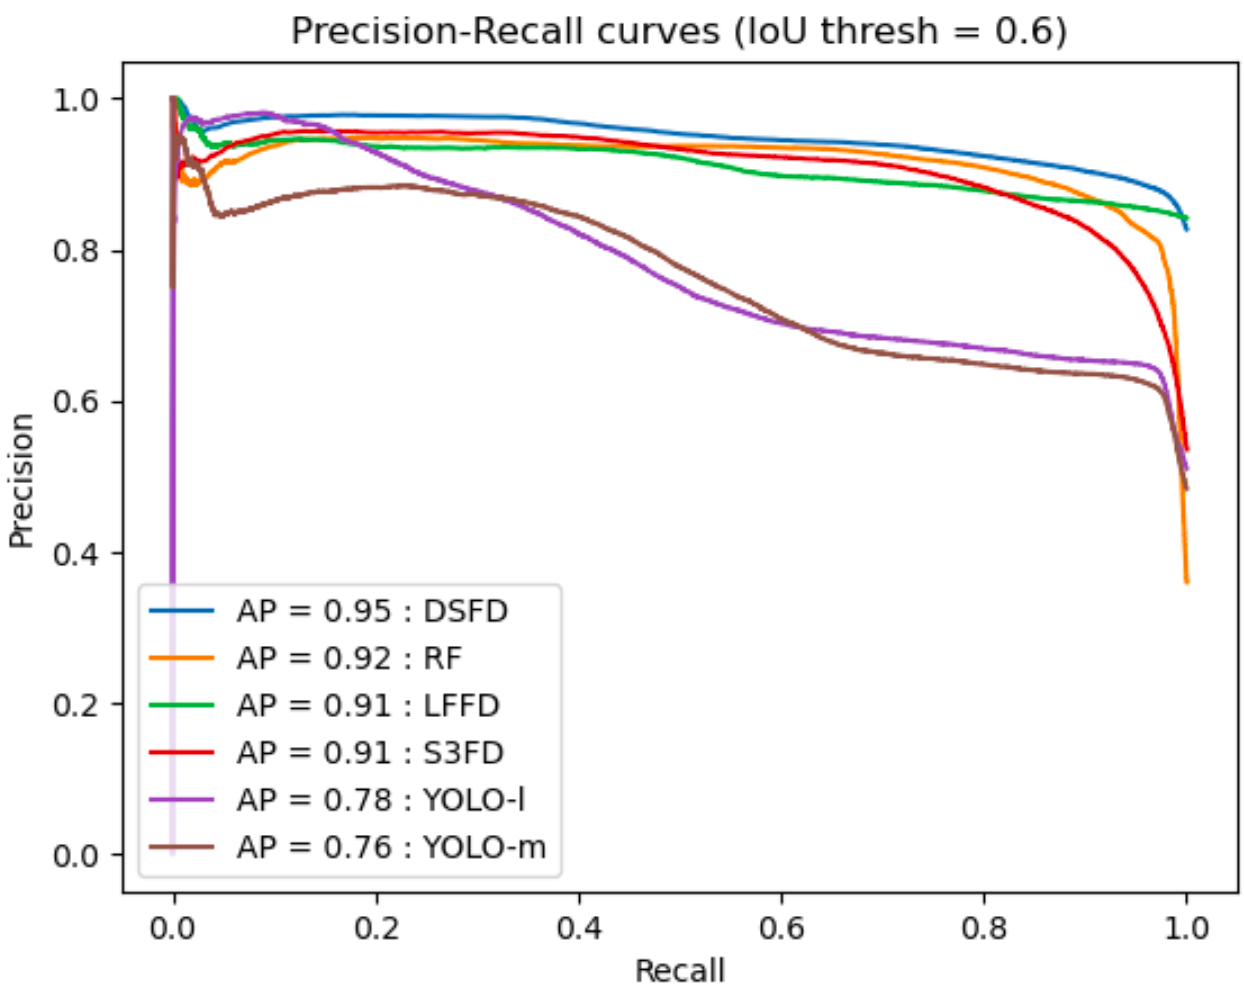 Precision-Recall curves (IoU thresh = 0.6)
Precision
1.0
0.8
0.6
0.4
0.2
0.0
AP = 0.95 : DSFD
AP = 0.92 : RF
AP = 0.91 : LFFD
AP = 0.91 : S3FD
AP = 0.78 : YOLO-l
AP = 0.76 : YOLO-m
0.0 0.2 0.4 0.6 0.8 1.0
Recall